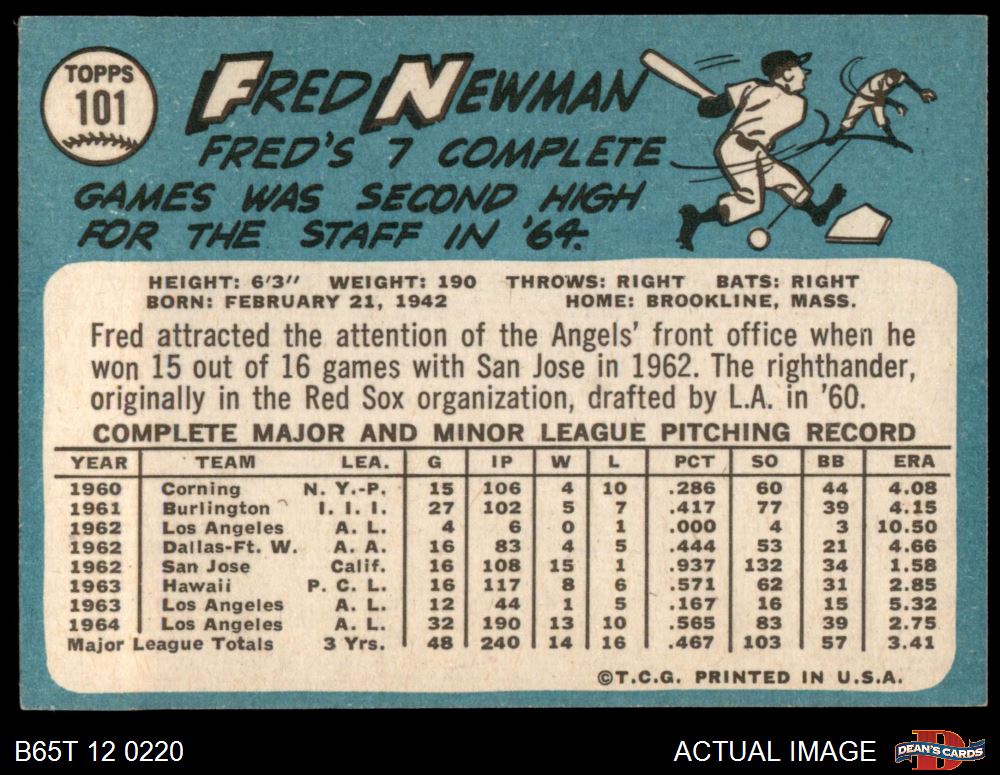 TOPPS
101
FRED NEWMAN
FRED'S 7 COMPLETE
GAMES WAS SECOND HIGH
FOR THE STAFF IN '64.
HEIGHT: 6'3" WEIGHT: 190 THROWS: RIGHT BATS: RIGHT
BORN: FEBRUARY 21, 1942 HOME: BROOKLINE, MASS.
Fred attracted the attention of the Angels' front office when he
won 15 out of 16 games with San Jose in 1962. The righthander,
originally in the Red Sox organization, drafted by L.A. in '60.
COMPLETE MAJOR AND MINOR LEAGUE PITCHING RECORD
YEAR TEAM LEA. G IP W L PCT SO BB ERA
1960 Corning N. Y.-P. 15 106 4 10 .286 60 44 4.08
1961 Burlington I. I. I. 27 102 5 7 .417 77 39 4.15
1962 Los Angeles A. L. 4 6 0 1 .000 4 3 10.50
1962 Dallas-Ft. W. A. A. 16 83 4 5 .444 53 21 4.66
1962 San Jose Calif. 16 108 15 1 .937 132 34 1.58
1963 Hawaii P. C. L. 16 117 8 6 .571 62 31 2.85
1963 Los Angeles A. L. 12 44 1 5 .167 16 15 5.32
1964 Los Angeles A. L. 32 190 13 10 .565 83 39 2.75
Major League Totals 3 Yrs. 48 240 14 16 .467 103 57 3.41
©T.C.G. PRINTED IN U.S.A.
B65T 12 0220 ACTUAL IMAGE DEAN'S CARDS